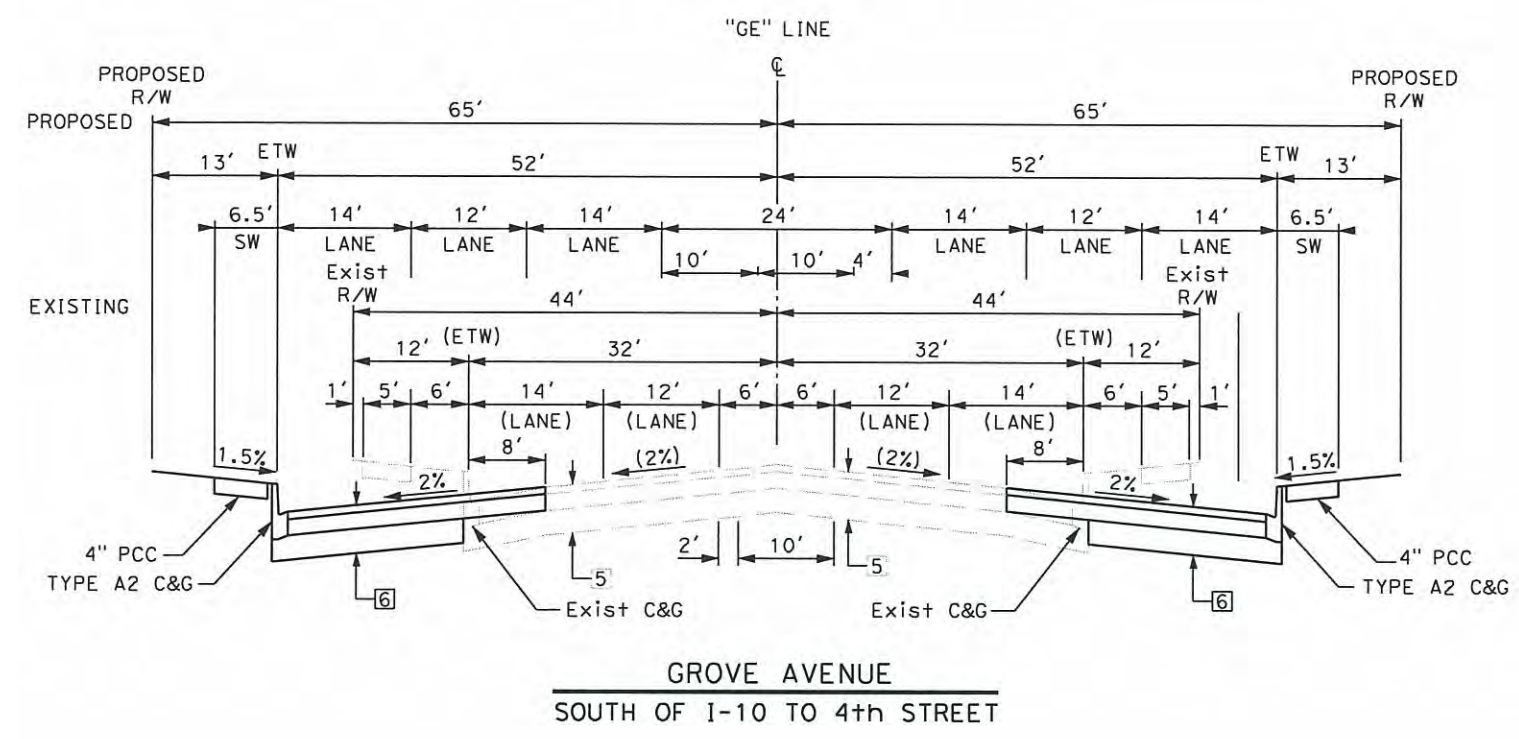 "GE" LINE
℄
PROPOSED R/W
PROPOSED R/W
PROPOSED
65′ 65′
13′ ETW 52′ 52′ ETW 13′
6.5′ 14′ 12′ 14′ 24′ 14′ 12′ 14′ 6.5′
SW LANE LANE LANE LANE LANE LANE SW
10′ 10′ 4′
Exist R/W
Exist R/W
EXISTING
44′ 44′
12′ (ETW) 32′ 32′ (ETW) 12′
1′ 5′ 6′ 14′ 12′ 6′ 6′ 12′ 14′ 6′ 5′ 1′
(LANE) (LANE) (LANE) (LANE)
8′ 8′
1.5% 2% (2%) (2%) 2% 1.5%
4" PCC 2′ 10′ 4" PCC
TYPE A2 C&G 5 5 TYPE A2 C&G
6 Exist C&G Exist C&G 6
GROVE AVENUE
SOUTH OF I-10 TO 4th STREET